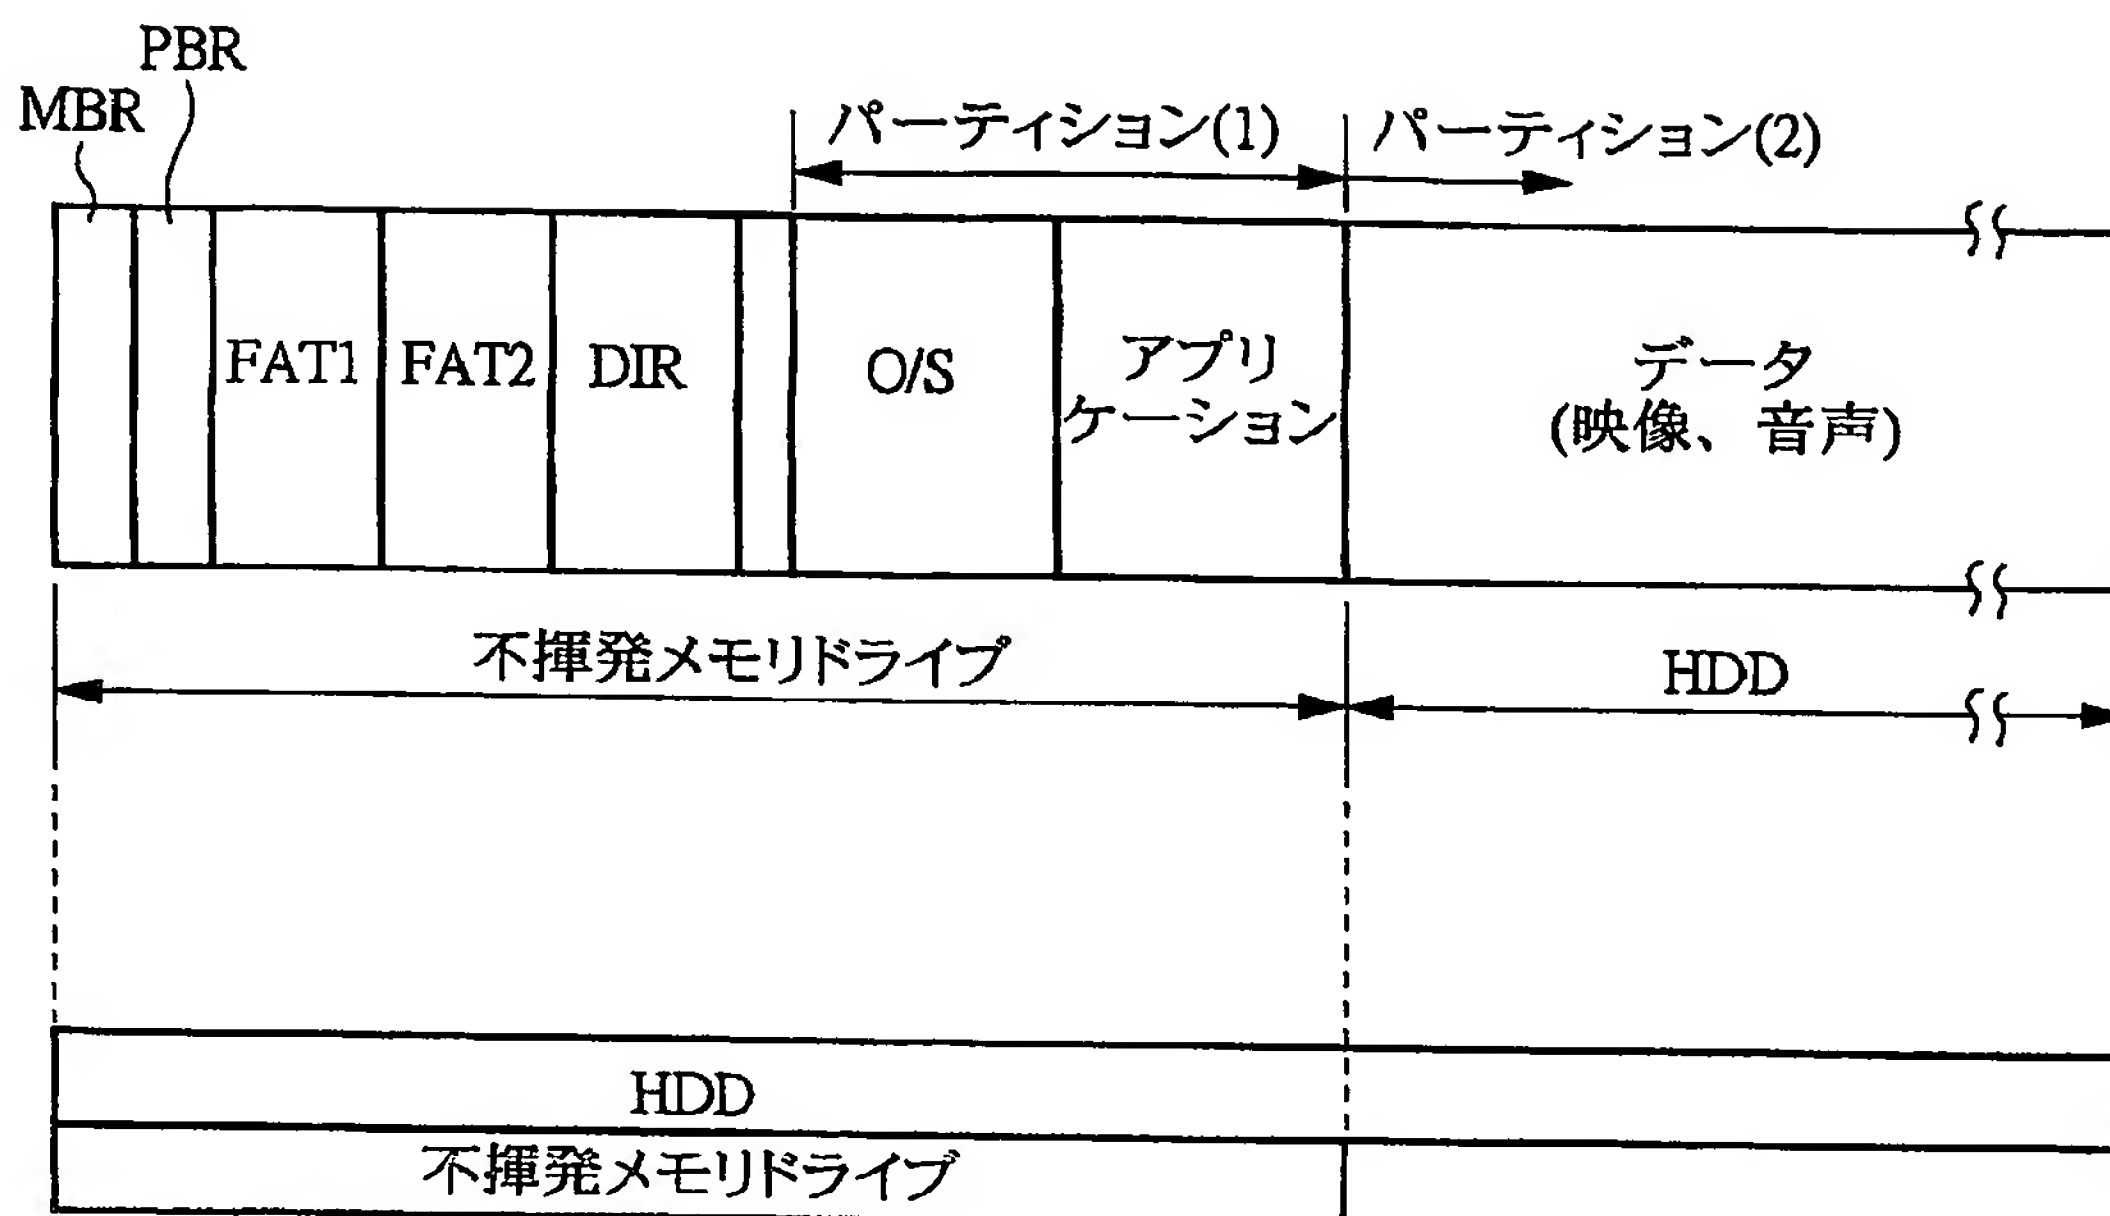 PBR
MBR
パーティション(1)
パーティション(2)
FAT1
FAT2
DIR
O/S
アプリ
ケーション
データ
(映像、音声)
不揮発メモリドライブ
HDD
HDD
不揮発メモリドライブ